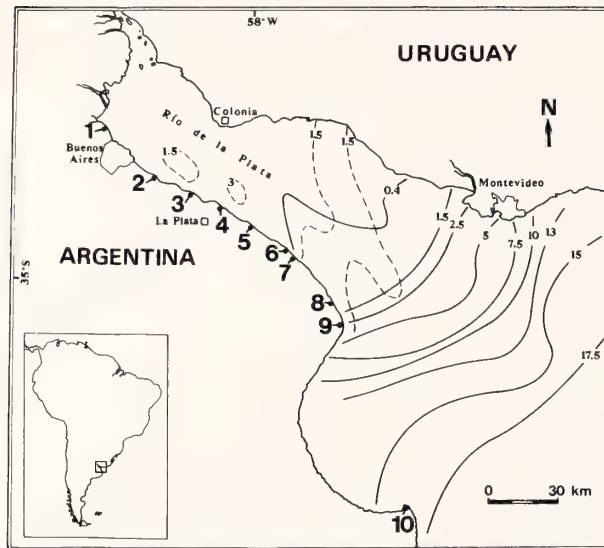 58°W
URUGUAY
N
Colonia
Río de la Plata
1
Buenos
Aires
1.5
1.5
1.5
2
3
3
0.4
Montevideo
La Plata
4
5
1.5
2.5
5
7.5
10
13
15
ARGENTINA
35°S
6
7
8
9
17.5
0 30 km
10